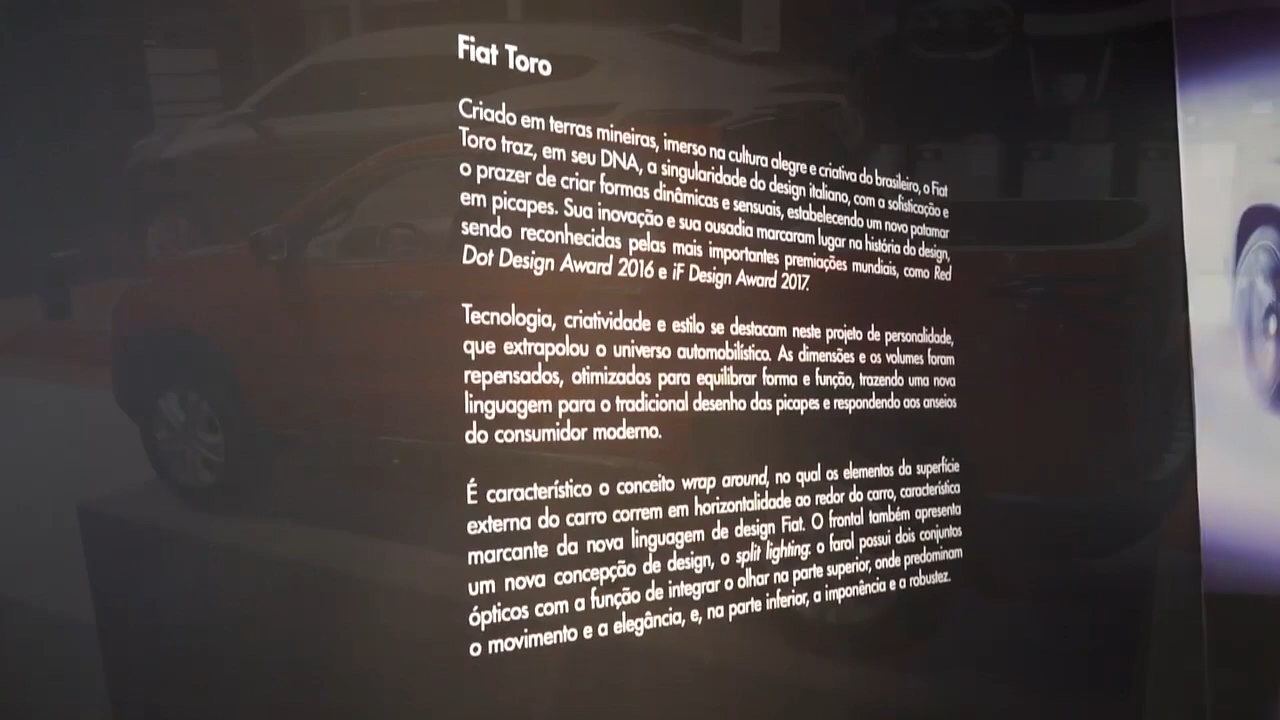 Fiat Toro
Criado em terras mineiras, imerso na cultura alegre e criativa do brasileiro, o Fiat
Toro traz, em seu DNA, a singularidade do design italiano, com a sofisticação e
o prazer de criar formas dinâmicas e sensuais, estabelecendo um novo patamar
em picapes. Sua inovação e sua ousadia marcaram lugar na história do design,
sendo reconhecidas pelas mais importantes premiações mundiais, como Red
Dot Design Award 2016 e iF Design Award 2017.
Tecnologia, criatividade e estilo se destacam neste projeto de personalidade,
que extrapolou o universo automobilístico. As dimensões e os volumes foram
repensados, otimizados para equilibrar forma e função, trazendo uma nova
linguagem para o tradicional desenho das picapes e respondendo aos anseios
do consumidor moderno.
É característico o conceito wrap around, no qual os elementos da superfície
externa do carro correm em horizontalidade ao redor do carro, característica
marcante da nova linguagem de design Fiat. O frontal também apresenta
um nova concepção de design, o split lighting: o farol possui dois conjuntos
ópticos com a função de integrar o olhar na parte superior, onde predominam
o movimento e a elegância, e, na parte inferior, a imponência e a robustez.